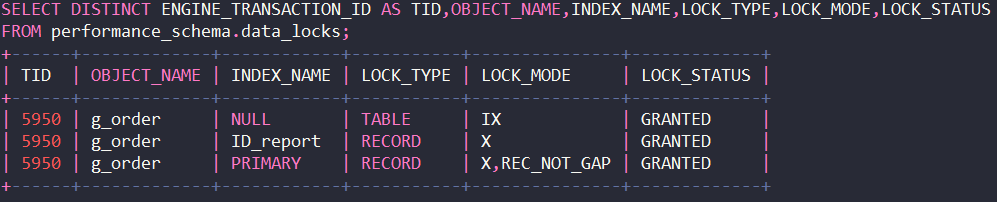 SELECT DISTINCT ENGINE_TRANSACTION_ID AS TID,OBJECT_NAME,INDEX_NAME,LOCK_TYPE,LOCK_MODE,LOCK_STATUS
FROM performance_schema.data_locks;
+------+-------------+------------+-----------+---------------+-------------+
| TID | OBJECT_NAME | INDEX_NAME | LOCK_TYPE | LOCK_MODE | LOCK_STATUS |
+------+-------------+------------+-----------+---------------+-------------+
| 5950 | g_order | NULL | TABLE | IX | GRANTED |
| 5950 | g_order | ID_report | RECORD | X | GRANTED |
| 5950 | g_order | PRIMARY | RECORD | X,REC_NOT_GAP | GRANTED |
+------+-------------+------------+-----------+---------------+-------------+